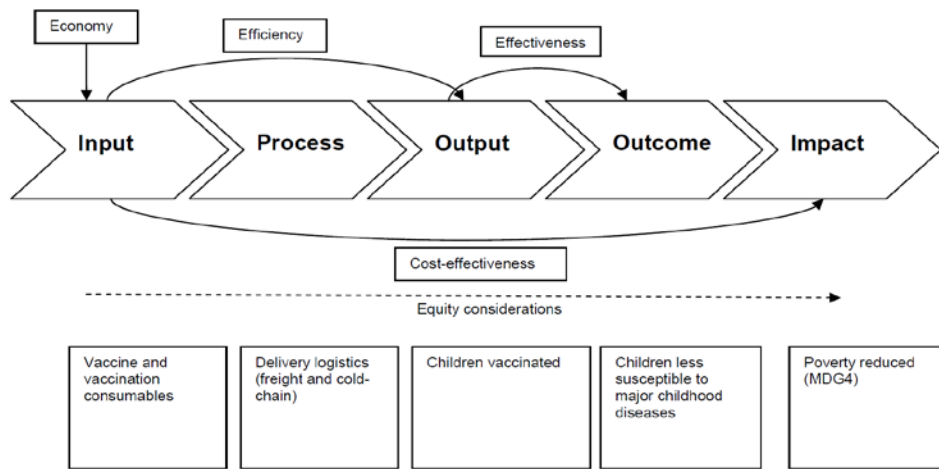 Economy
Efficiency
Effectiveness
Input
Process
Output
Outcome
Impact
Cost-effectiveness
Equity considerations
Vaccine and
vaccination
consumables
Delivery logistics
(freight and cold-
chain)
Children vaccinated
Children less
susceptible to
major childhood
diseases
Poverty reduced
(MDG4)